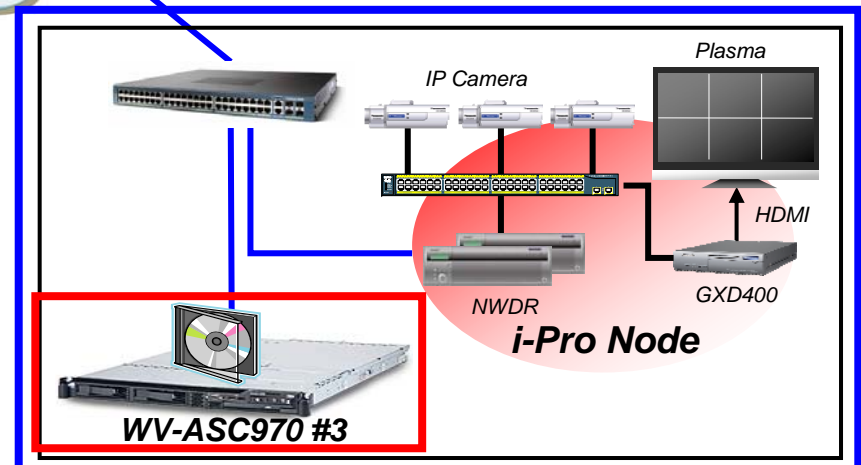 Plasma
IP Camera
HDMI
GXD400
NWDR
i-Pro Node
WV-ASC970 #3